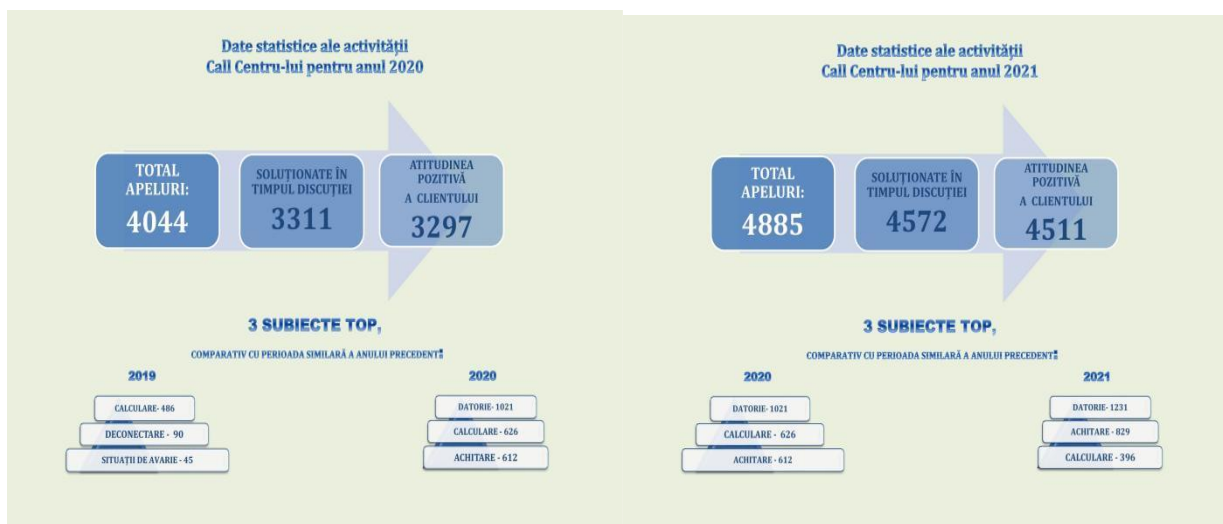 Date statistice ale activității
Call Centru-lui pentru anul 2020
TOTAL
APELURI:
4044
SOLUȚIONATE ÎN
TIMPUL DISCUȚIEI
3311
ATITUDINEA
POZITIVĂ
A CLIENTULUI
3297
3 SUBIECTE TOP,
COMPARATIV CU PERIOADA SIMILARĂ A ANULUI PRECEDENT:
2019
CALCULARE- 486
DECONECTARE - 90
SITUAȚII DE AVARIE - 45
2020
DATORIE- 1021
CALCULARE - 626
ACHITARE - 612
Date statistice ale activității
Call Centru-lui pentru anul 2021
TOTAL
APELURI:
4885
SOLUȚIONATE ÎN
TIMPUL DISCUȚIEI
4572
ATITUDINEA
POZITIVĂ
A CLIENTULUI
4511
3 SUBIECTE TOP,
COMPARATIV CU PERIOADA SIMILARĂ A ANULUI PRECEDENT:
2020
DATORIE- 1021
CALCULARE - 626
ACHITARE - 612
2021
DATORIE- 1231
ACHITARE - 829
CALCULARE - 396